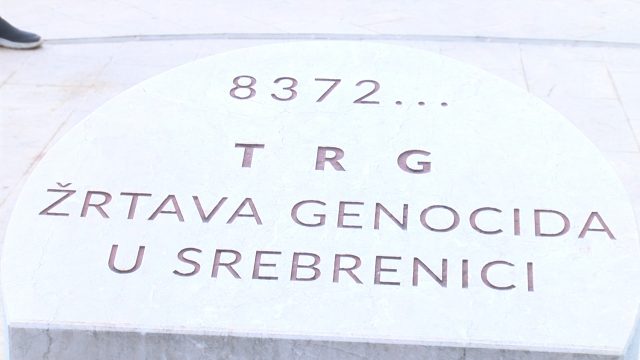 8372...
TRG
ŽRTAVA GENOCIDA
U SREBRENICI